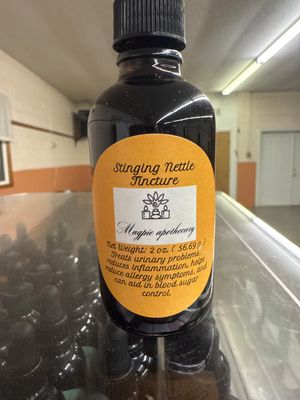 Stinging Nettle
Tincture
Magpie apothecary
Net Weight: 2 oz. ( 56.69g )
Treats urinary problems,
reduces inflammation, helps
reduce allergy symptoms, and
can aid in blood sugar
control.